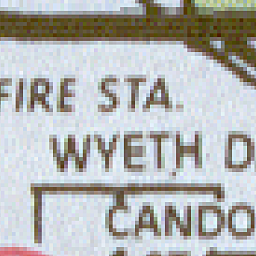 FIRE STA.
WYETH D
CANDO